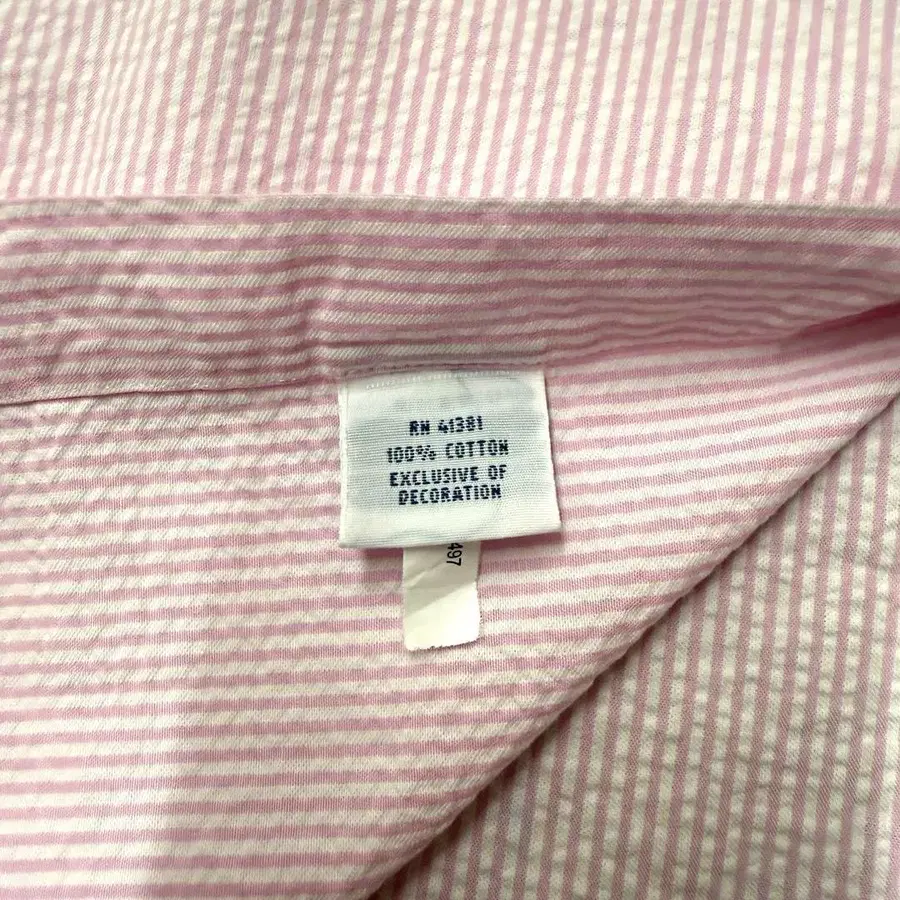 RN 41381
100% COTTON
EXCLUSIVE OF
DECORATION
497